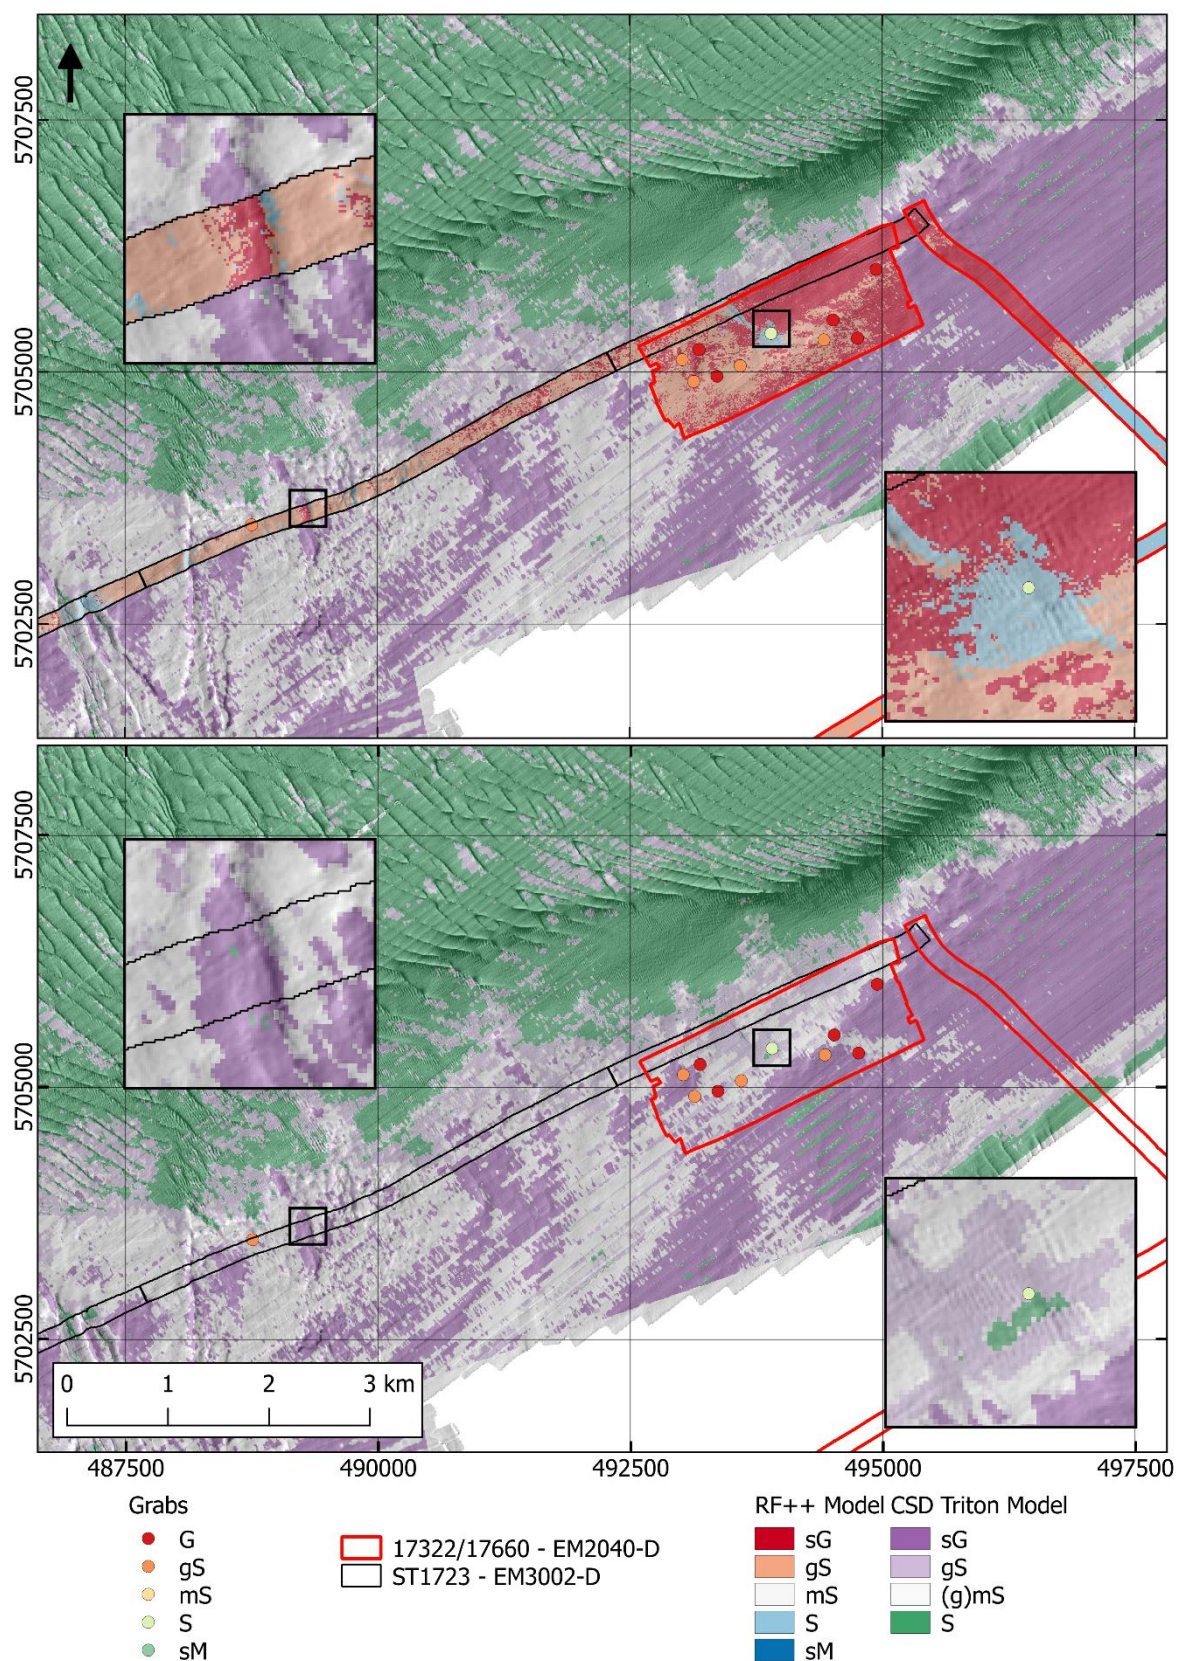 5707500
5705000
5702500
5707500
5705000
5702500
0 1 2 3 km
487500 490000 492500 495000 497500
Grabs
G
gS
mS
S
sM
17322/17660 - EM2040-D
ST1723 - EM3002-D
RF++ Model CSD Triton Model
sG sG
gS gS
mS (g)mS
S S
sM